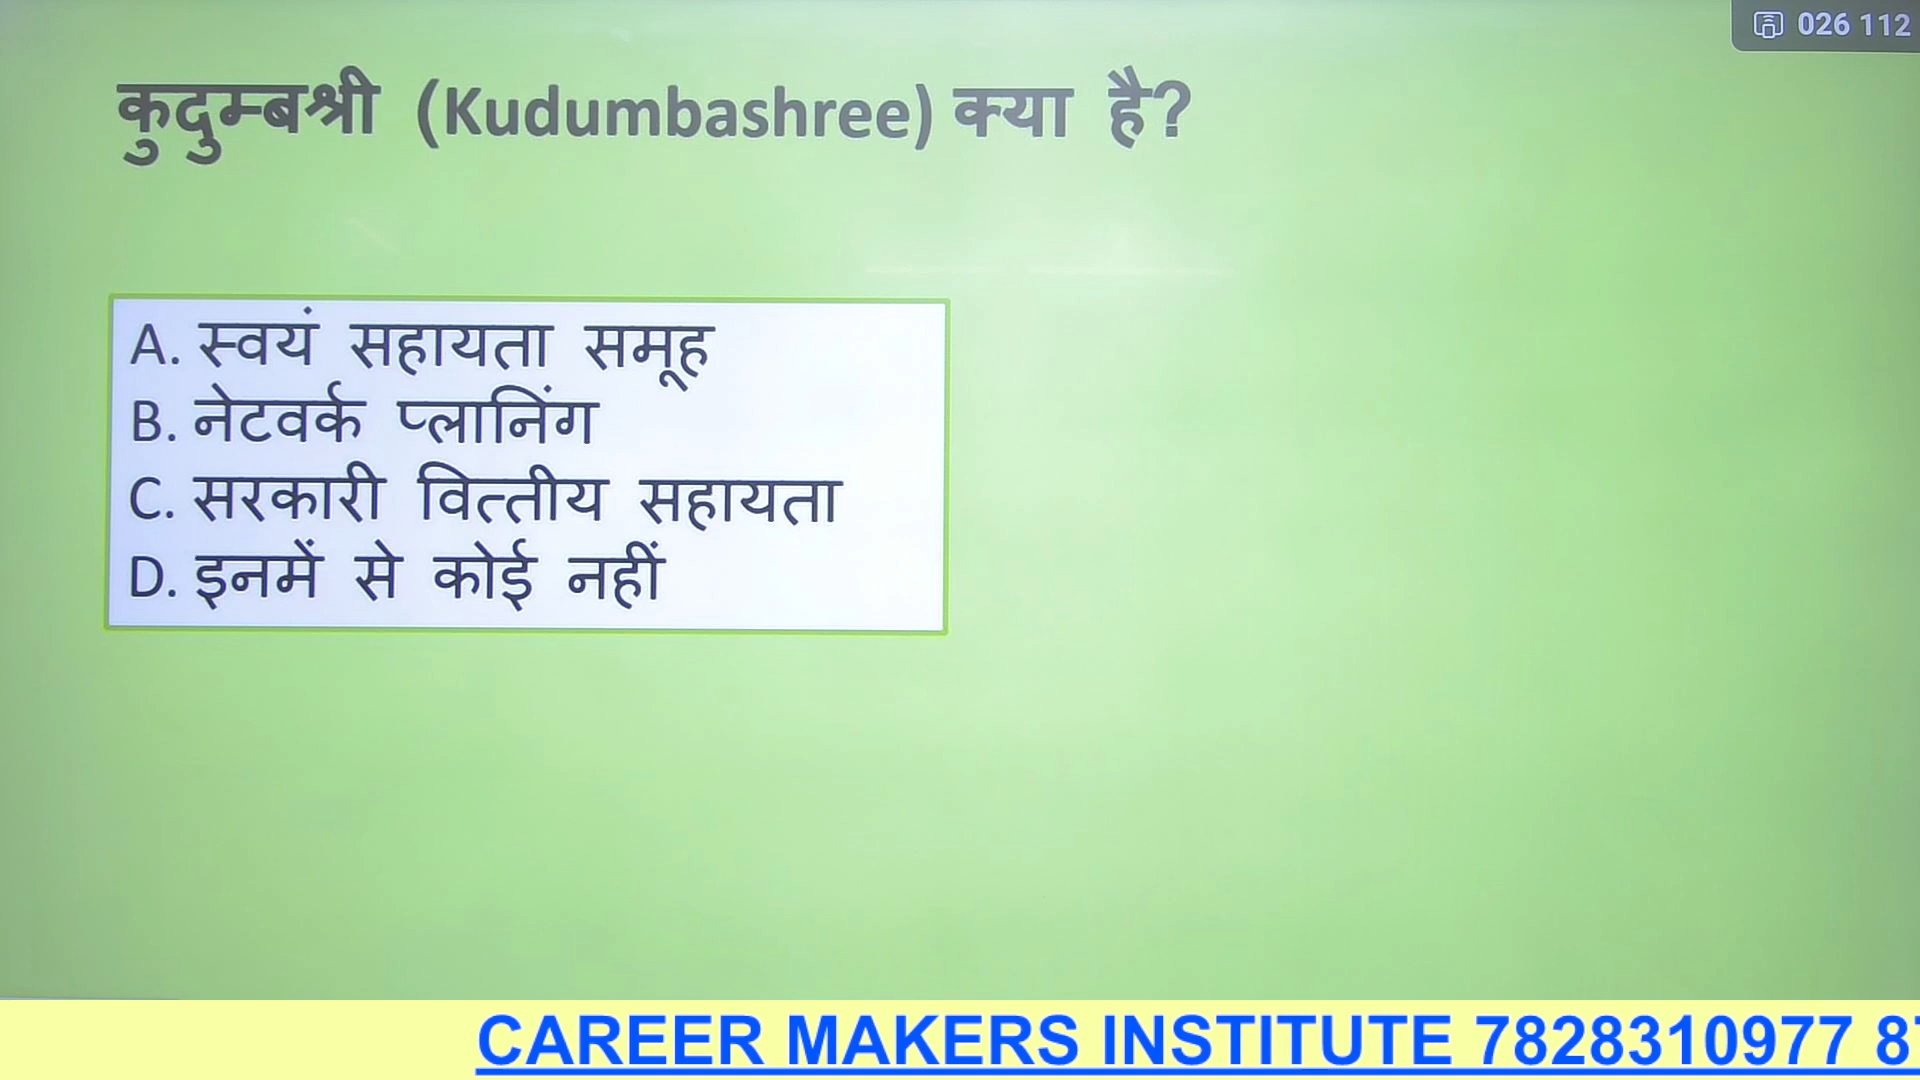 026 112
कुदुम्बश्री (Kudumbashree) क्या है?
A. स्वयं सहायता समूह
B. नेटवर्क प्लानिंग
C. सरकारी वित्तीय सहायता
D. इनमें से कोई नहीं
CAREER MAKERS INSTITUTE 7828310977